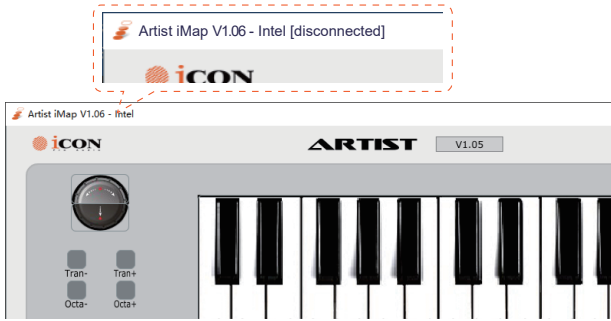 Artist iMap V1.06 - Intel [disconnected]
iCON
Artist iMap V1.06 - Intel
iCON
ARTIST V1.05
Tran- Tran+
Octa- Octa+